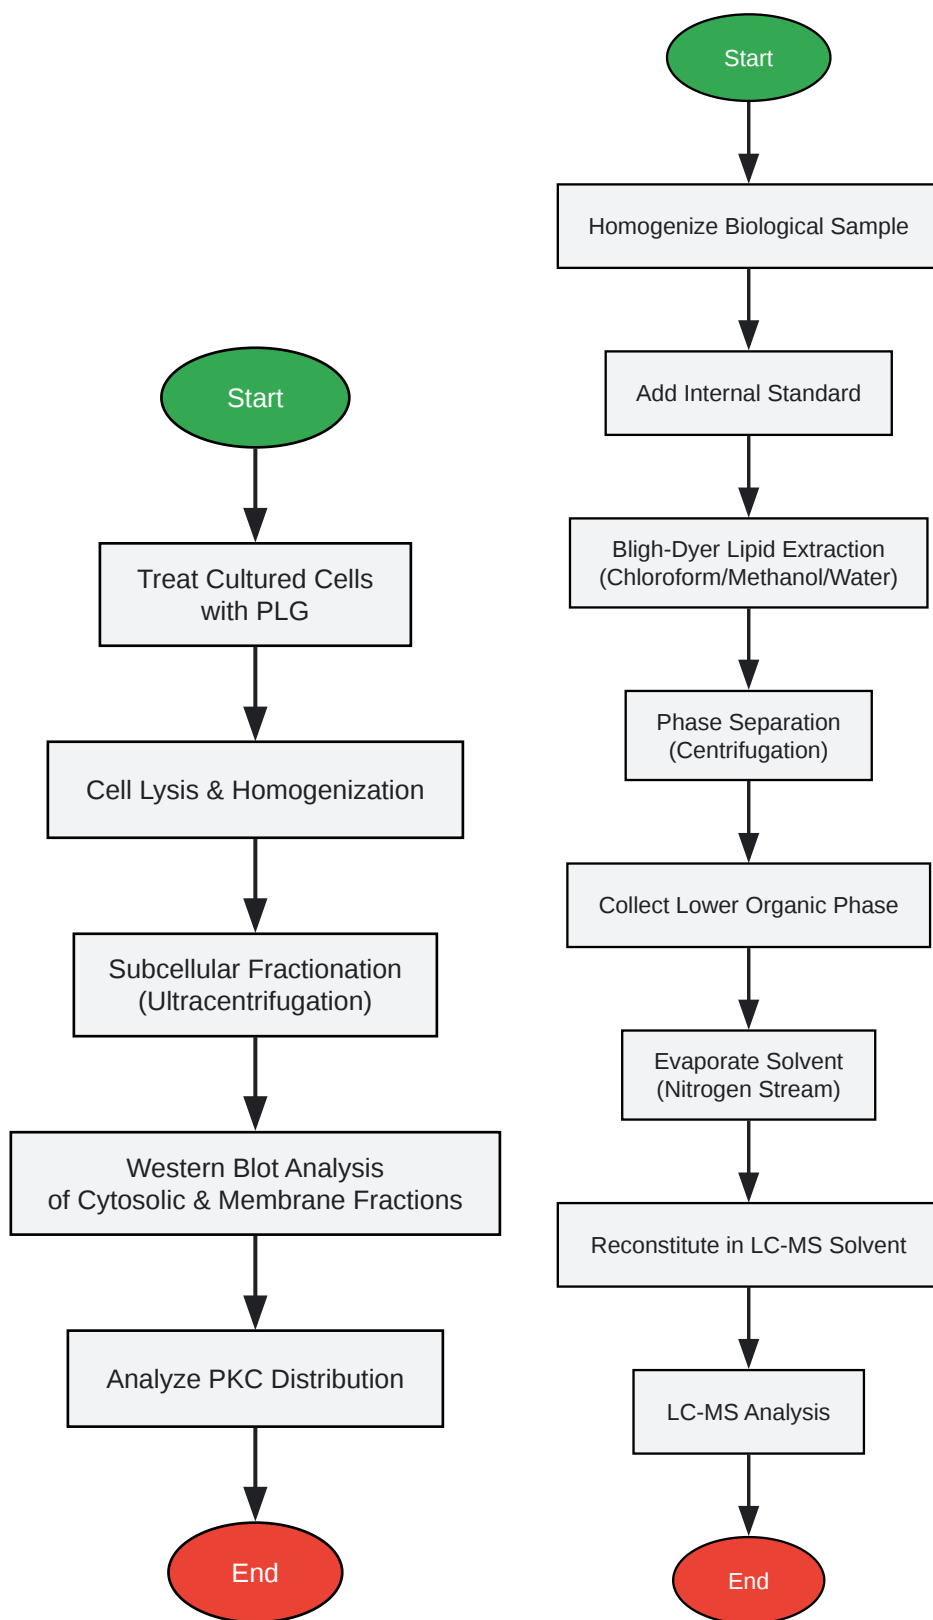 Start
Treat Cultured Cells
with PLG
Cell Lysis & Homogenization
Subcellular Fractionation
(Ultracentrifugation)
Western Blot Analysis
of Cytosolic & Membrane Fractions
Analyze PKC Distribution
End
Start
Homogenize Biological Sample
Add Internal Standard
Bligh-Dyer Lipid Extraction
(Chloroform/Methanol/Water)
Phase Separation
(Centrifugation)
Collect Lower Organic Phase
Evaporate Solvent
(Nitrogen Stream)
Reconstitute in LC-MS Solvent
LC-MS Analysis
End